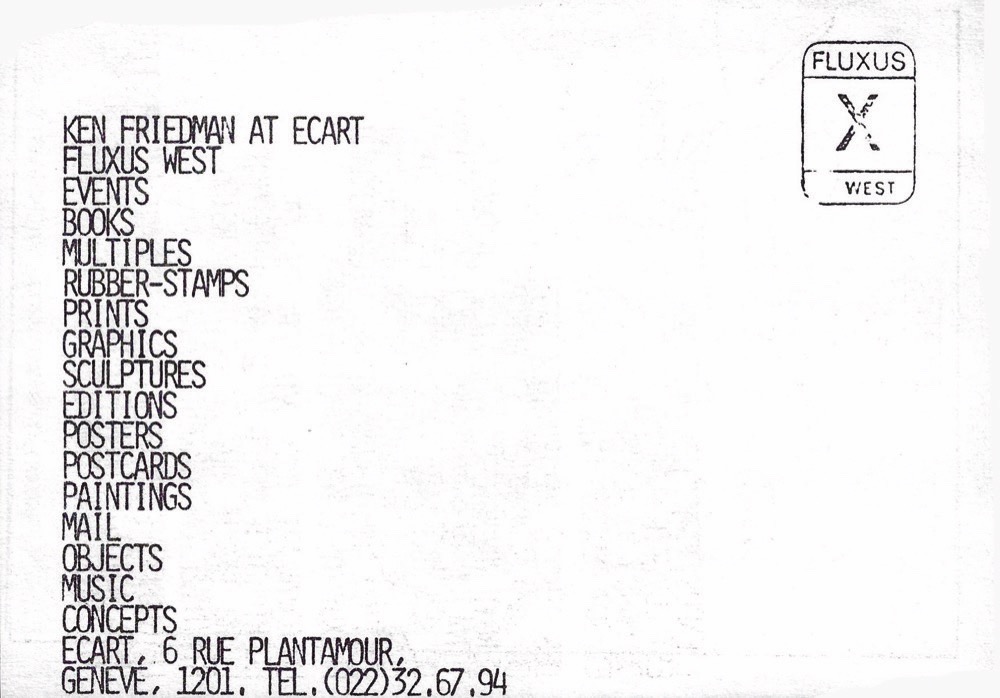 FLUXUS
X
WEST
KEN FRIEDMAN AT ECART
FLUXUS WEST
EVENTS
BOOKS
MULTIPLES
RUBBER-STAMPS
PRINTS
GRAPHICS
SCULPTURES
EDITIONS
POSTERS
POSTCARDS
PAINTINGS
MAIL
OBJECTS
MUSIC
CONCEPTS
ECART, 6 RUE PLANTAMOUR,
GENEVE, 1201. TEL.(022)32.67.94